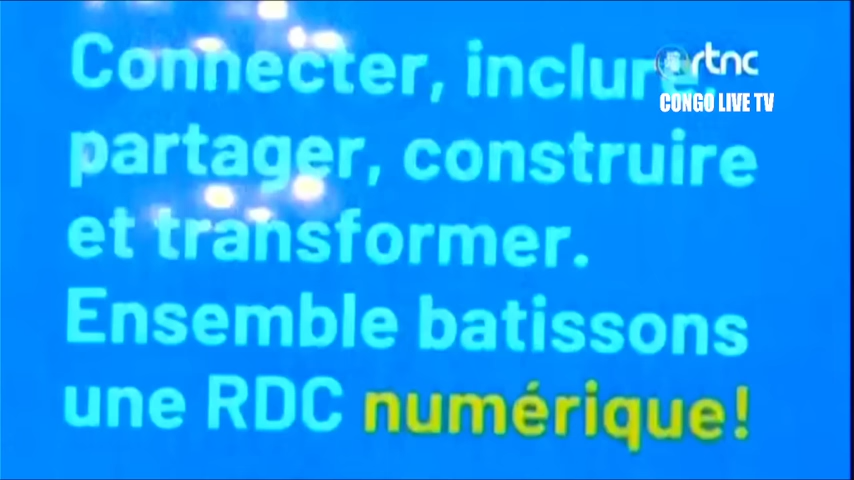 Connecter, inclure,
partager, construire
et transformer.
Ensemble batissons
une RDC numérique!
rtnc
CONGO LIVE TV